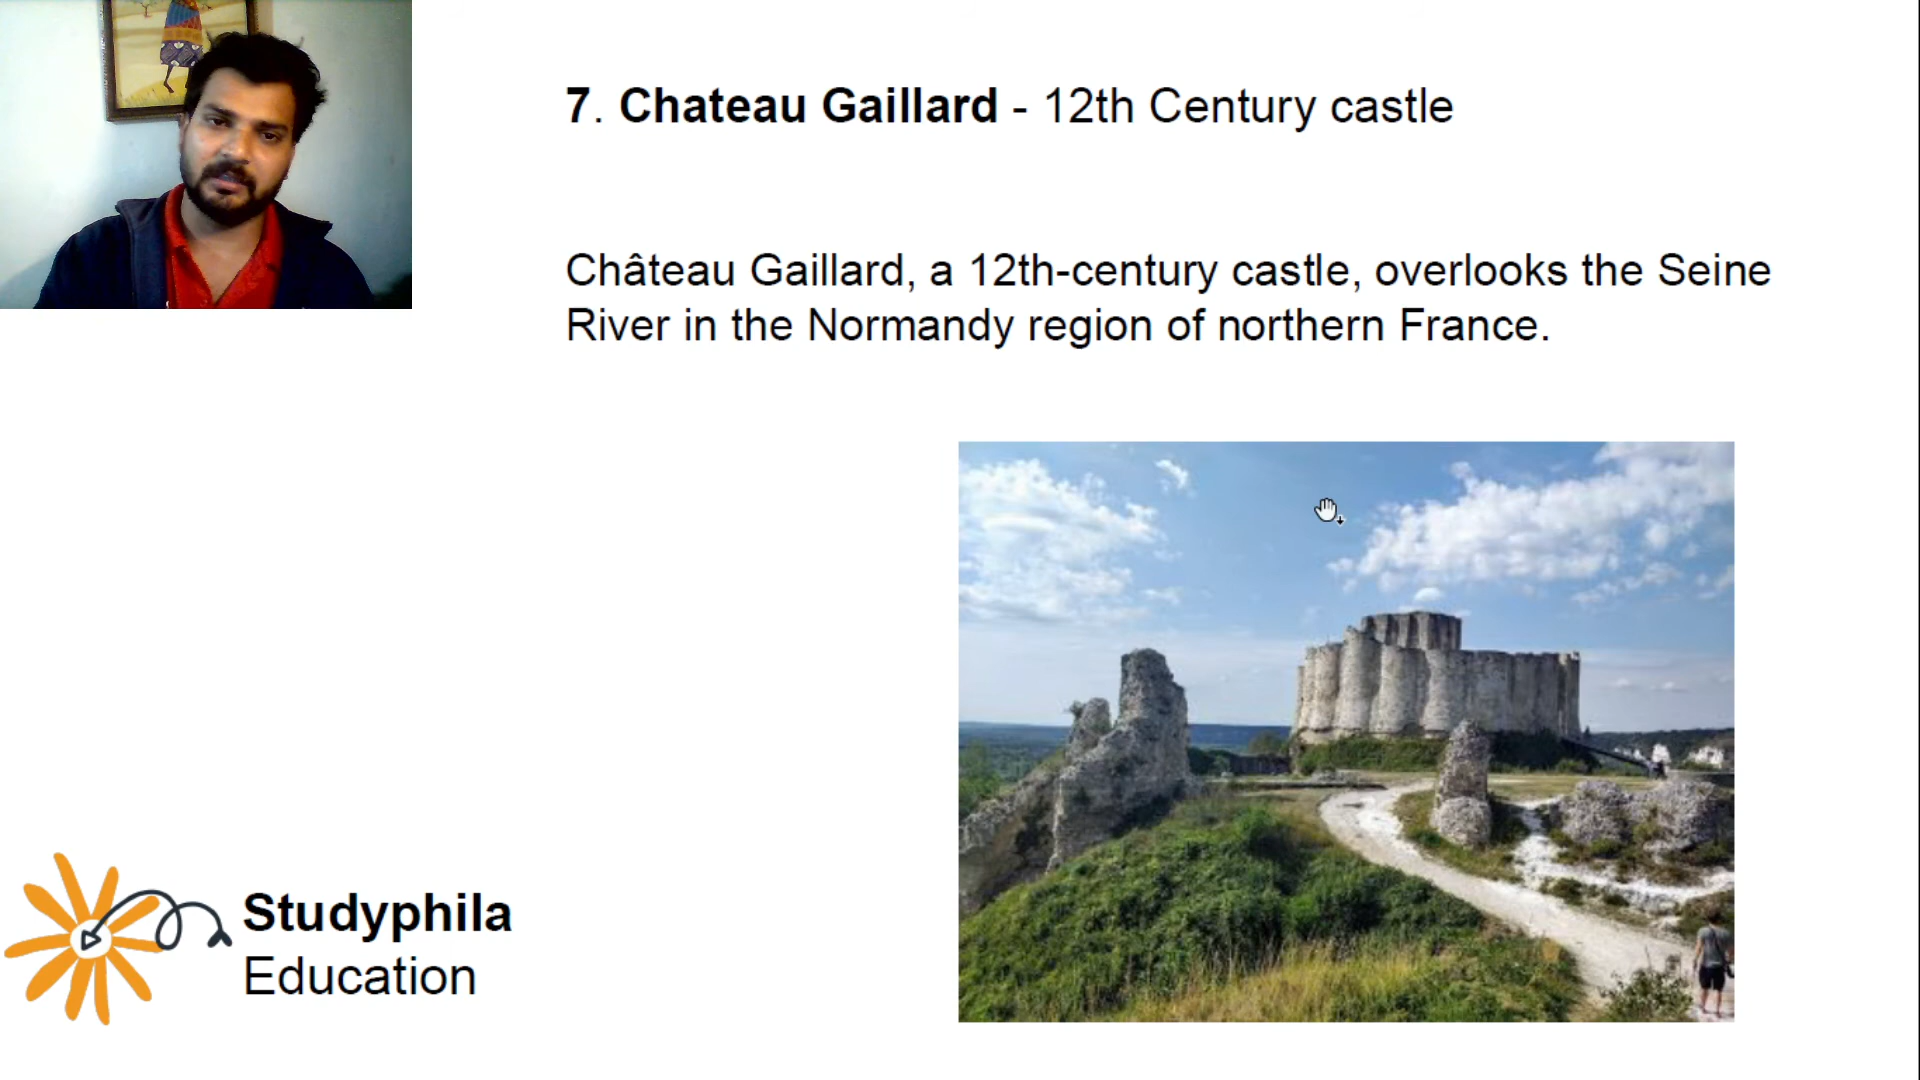 7. Chateau Gaillard - 12th Century castle
Château Gaillard, a 12th-century castle, overlooks the Seine
River in the Normandy region of northern France.
Studyphila
Education